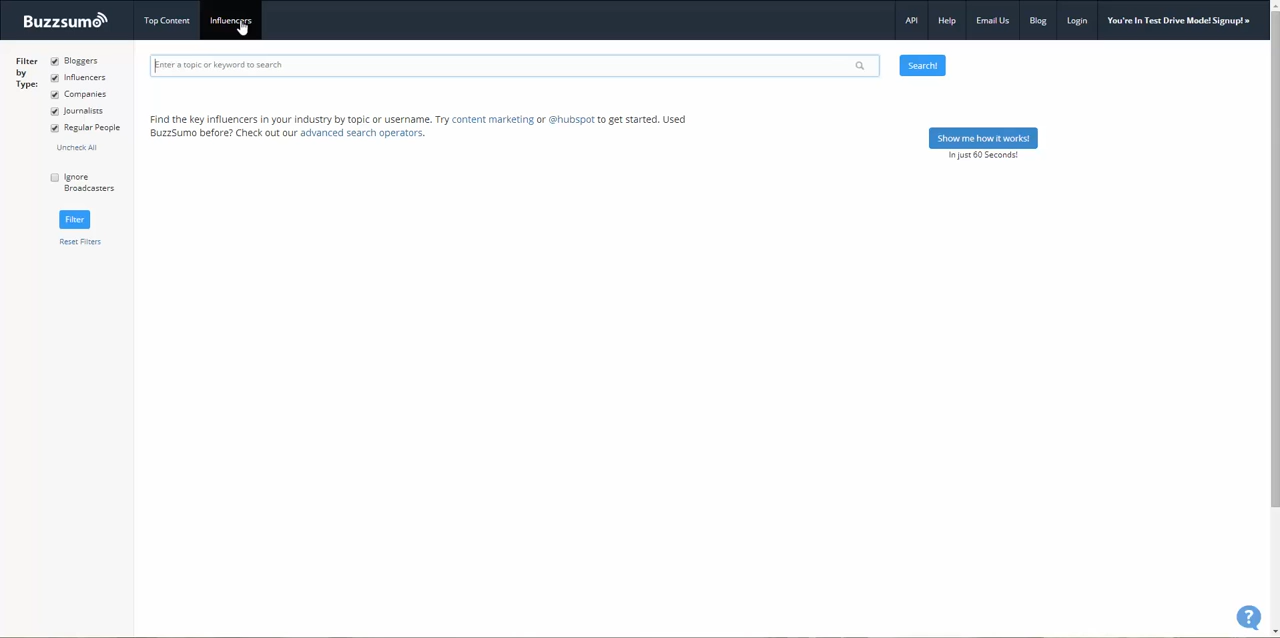 Buzzsumo
Top Content
Influencers
API
Help
Email Us
Blog
Login
You're In Test Drive Mode! Signup! »
Filter
by
Type:
Bloggers
Influencers
Companies
Journalists
Regular People
Uncheck All
Ignore
Broadcasters
Filter
Reset Filters
Enter a topic or keyword to search
Search!
Find the key influencers in your industry by topic or username. Try content marketing or @hubspot to get started. Used
BuzzSumo before? Check out our advanced search operators.
Show me how it works!
In just 60 Seconds!
?